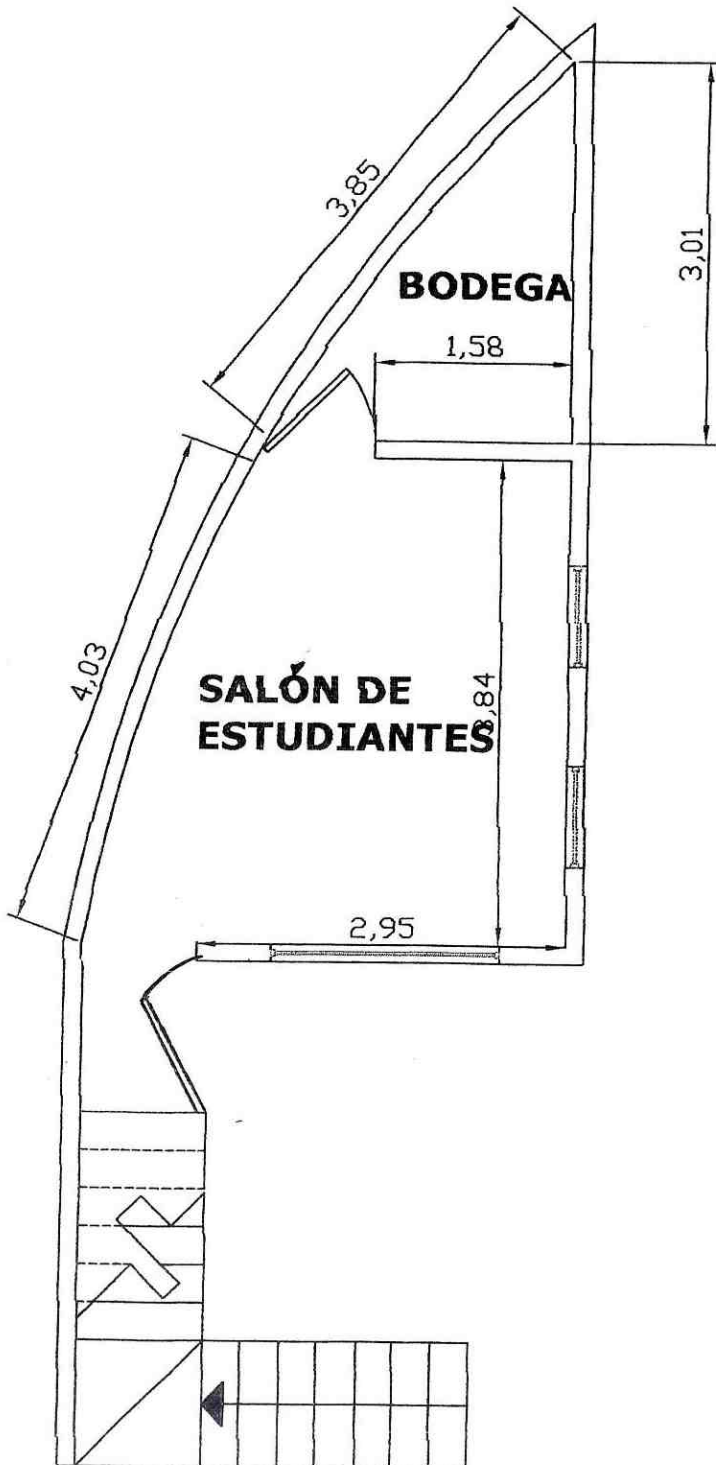 3,85
3,01
BODEGA
1,58
4,03
SALÓN DE
ESTUDIANTES
3,84
2,95